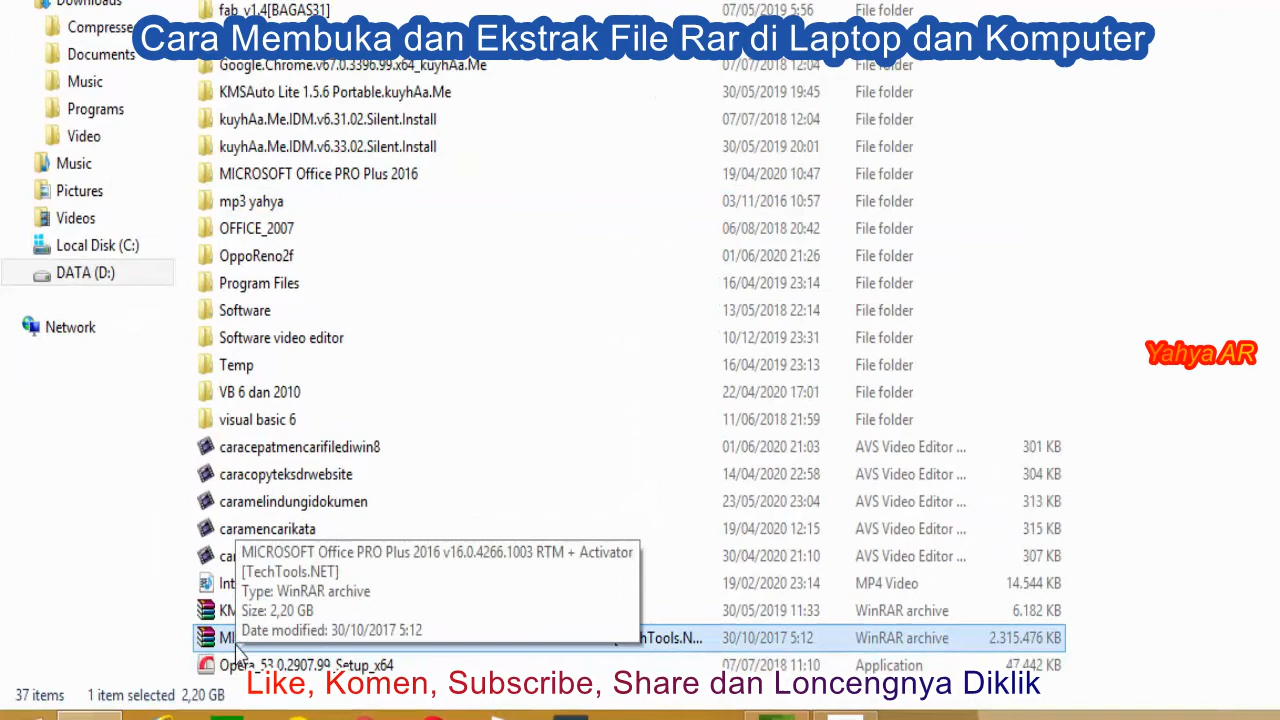 Downloads
Compresse
Documents
Music
Programs
Video
Music
Pictures
Videos
Local Disk (C:)
DATA (D:)
Network
Cara Membuka dan Ekstrak File Rar di Laptop dan Komputer
fab_v1,4[BAGAS31] 07/05/2019 5:56 File folder
Google.Chrome.v67.0.3396.99.x64_kuyhAa.Me 07/07/2018 12:04 File folder
KMSAuto Lite 1.5.6 Portable.kuyhAa.Me 30/05/2019 19:45 File folder
kuyhAa.Me.IDM.v6.31.02.Silent.Install 07/07/2018 12:04 File folder
kuyhAa.Me.IDM.v6.33.02.Silent.Install 30/05/2019 20:01 File folder
MICROSOFT Office PRO Plus 2016 19/04/2020 10:47 File folder
mp3 yahya 03/11/2016 10:57 File folder
OFFICE_2007 06/08/2018 20:42 File folder
OppoReno2f 01/06/2020 21:26 File folder
Program Files 16/04/2019 23:14 File folder
Software 13/05/2018 22:14 File folder
Software video editor 10/12/2019 23:31 File folder
Temp 16/04/2019 23:13 File folder
VB 6 dan 2010 22/04/2020 17:01 File folder
visual basic 6 11/06/2018 21:59 File folder
caracepatmencarifilediwin8 01/06/2020 21:03 AVS Video Editor ... 301 KB
caracopyteksdrwebsite 14/04/2020 22:58 AVS Video Editor ... 304 KB
caramelindungidokumen 23/05/2020 23:04 AVS Video Editor ... 313 KB
caramencarikata 19/04/2020 12:15 AVS Video Editor ... 315 KB
ca 30/04/2020 21:10 AVS Video Editor ... 307 KB
Int 19/02/2020 23:14 MP4 Video 14.544 KB
KM 30/05/2019 11:33 WinRAR archive 6.182 KB
MI [TechTools.N... 30/10/2017 5:12 WinRAR archive 2.315.476 KB
Opera_53.0.2907.99_Setup_x64 07/07/2018 11:10 Application 47.442 KB
MICROSOFT Office PRO Plus 2016 v16.0.4266.1003 RTM + Activator
[TechTools.NET]
Type: WinRAR archive
Size: 2,20 GB
Date modified: 30/10/2017 5:12
Yahya AR
37 items 1 item selected 2,20 GB
Like, Komen, Subscribe, Share dan Loncengnya Diklik